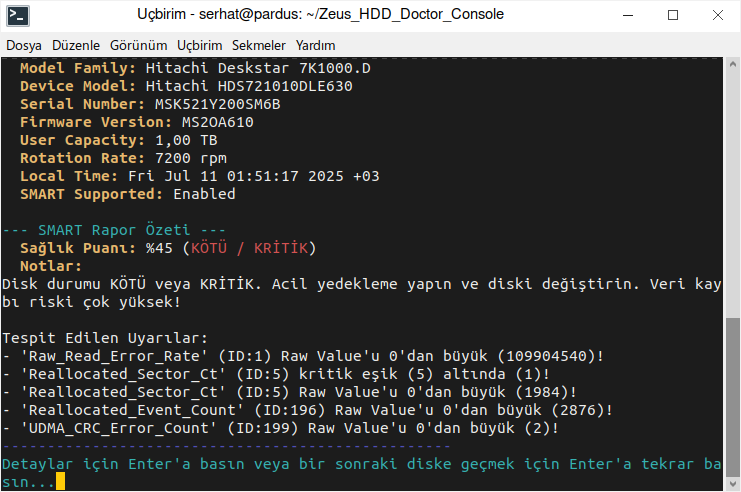 Uçbirim - serhat@pardus: ~/Zeus_HDD_Doctor_Console
Dosya Düzenle Görünüm Uçbirim Sekmeler Yardım
Model Family: Hitachi Deskstar 7K1000.D
Device Model: Hitachi HDS721010DLE630
Serial Number: MSK521Y200SM6B
Firmware Version: MS2OA610
User Capacity: 1,00 TB
Rotation Rate: 7200 rpm
Local Time: Fri Jul 11 01:51:17 2025 +03
SMART Supported: Enabled
--- SMART Rapor Özeti ---
Sağlık Puanı: %45 (KÖTÜ / KRİTİK)
Notlar:
Disk durumu KÖTÜ veya KRİTİK. Acil yedekleme yapın ve diski değiştirin. Veri kay
bı riski çok yüksek!
Tespit Edilen Uyarılar:
- 'Raw_Read_Error_Rate' (ID:1) Raw Value'u 0'dan büyük (109904540)!
- 'Reallocated_Sector_Ct' (ID:5) kritik eşik (5) altında (1)!
- 'Reallocated_Sector_Ct' (ID:5) Raw Value'u 0'dan büyük (1984)!
- 'Reallocated_Event_Count' (ID:196) Raw Value'u 0'dan büyük (2876)!
- 'UDMA_CRC_Error_Count' (ID:199) Raw Value'u 0'dan büyük (2)!
--------------------------------------------------
Detaylar için Enter'a basın veya bir sonraki diske geçmek için Enter'a tekrar ba
sın...